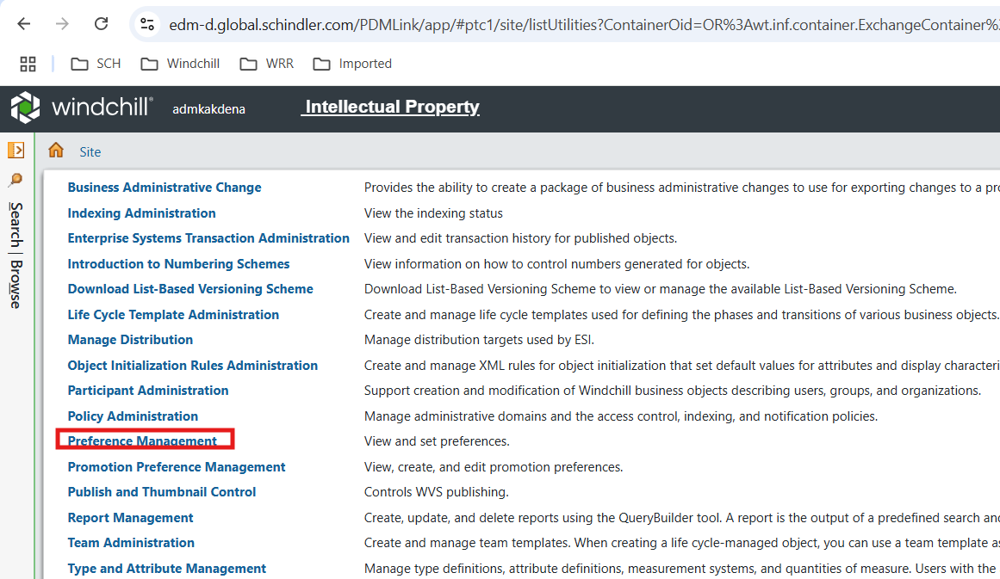 edm-d.global.schindler.com/PDMLink/app/#ptc1/site/listUtilities?ContainerOid=OR%3Awt.inf.container.ExchangeContainer%
SCH Windchill WRR Imported
windchill® admkakdena Intellectual Property
Site
Search | Browse
Business Administrative Change Provides the ability to create a package of business administrative changes to use for exporting changes to a pro
Indexing Administration View the indexing status
Enterprise Systems Transaction Administration View and edit transaction history for published objects.
Introduction to Numbering Schemes View information on how to control numbers generated for objects.
Download List-Based Versioning Scheme Download List-Based Versioning Scheme to view or manage the available List-Based Versioning Scheme.
Life Cycle Template Administration Create and manage life cycle templates used for defining the phases and transitions of various business objects.
Manage Distribution Manage distribution targets used by ESI.
Object Initialization Rules Administration Create and manage XML rules for object initialization that set default values for attributes and display characteri
Participant Administration Support creation and modification of Windchill business objects describing users, groups, and organizations.
Policy Administration Manage administrative domains and the access control, indexing, and notification policies.
Preference Management View and set preferences.
Promotion Preference Management View, create, and edit promotion preferences.
Publish and Thumbnail Control Controls WVS publishing.
Report Management Create, update, and delete reports using the QueryBuilder tool. A report is the output of a predefined search and
Team Administration Create and manage team templates. When creating a life cycle-managed object, you can use a team template as
Type and Attribute Management Manage type definitions, attribute definitions, measurement systems, and quantities of measure. Users with the